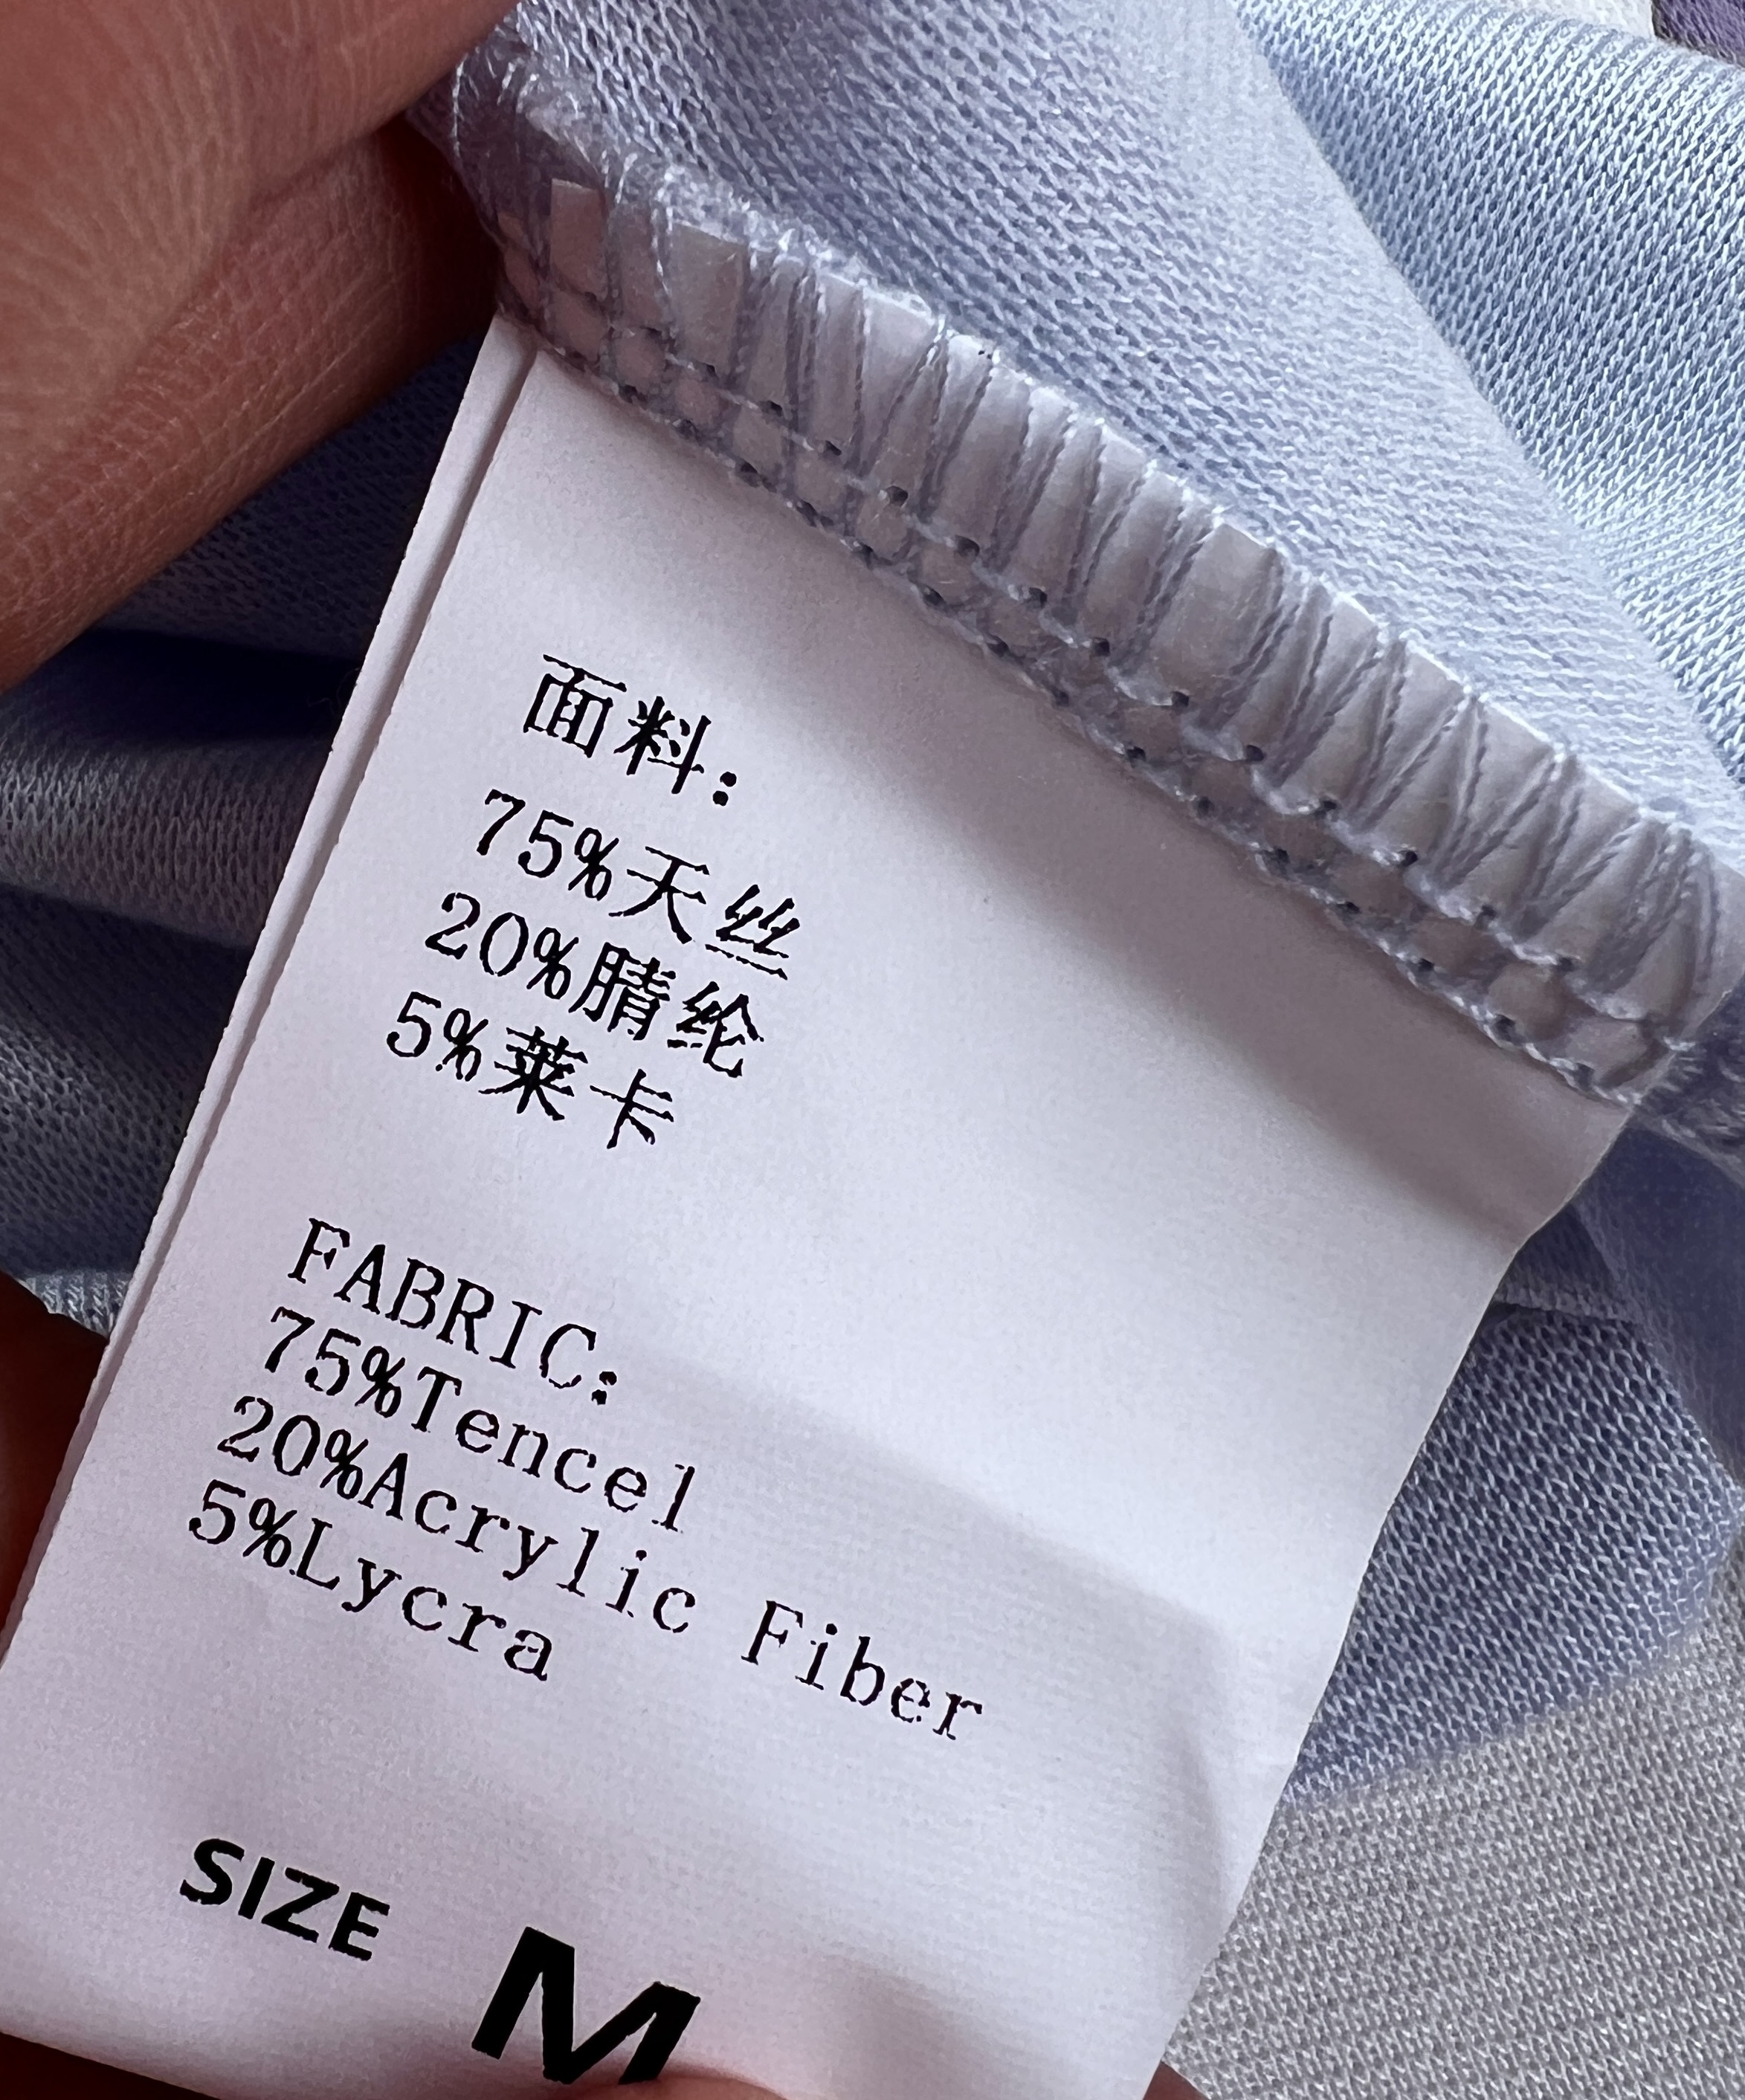 面料:
75%天丝
20%腈纶
5%莱卡
FABRIC:
75%Tencel
20%Acrylic Fiber
5%Lycra
SIZE M